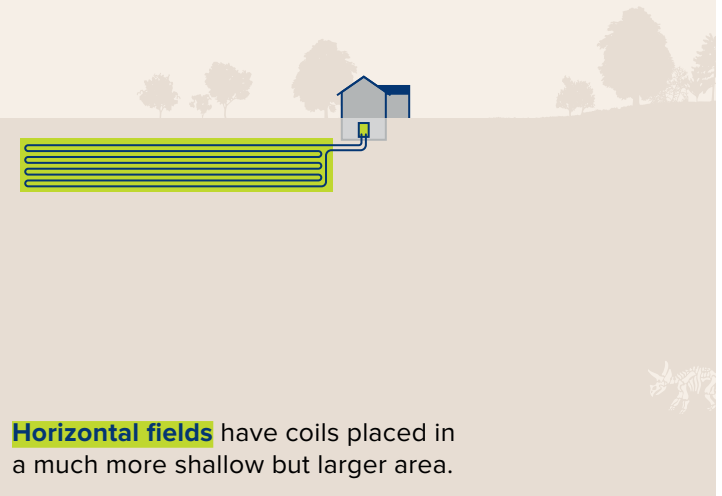 Horizontal fields have coils placed in
a much more shallow but larger area.